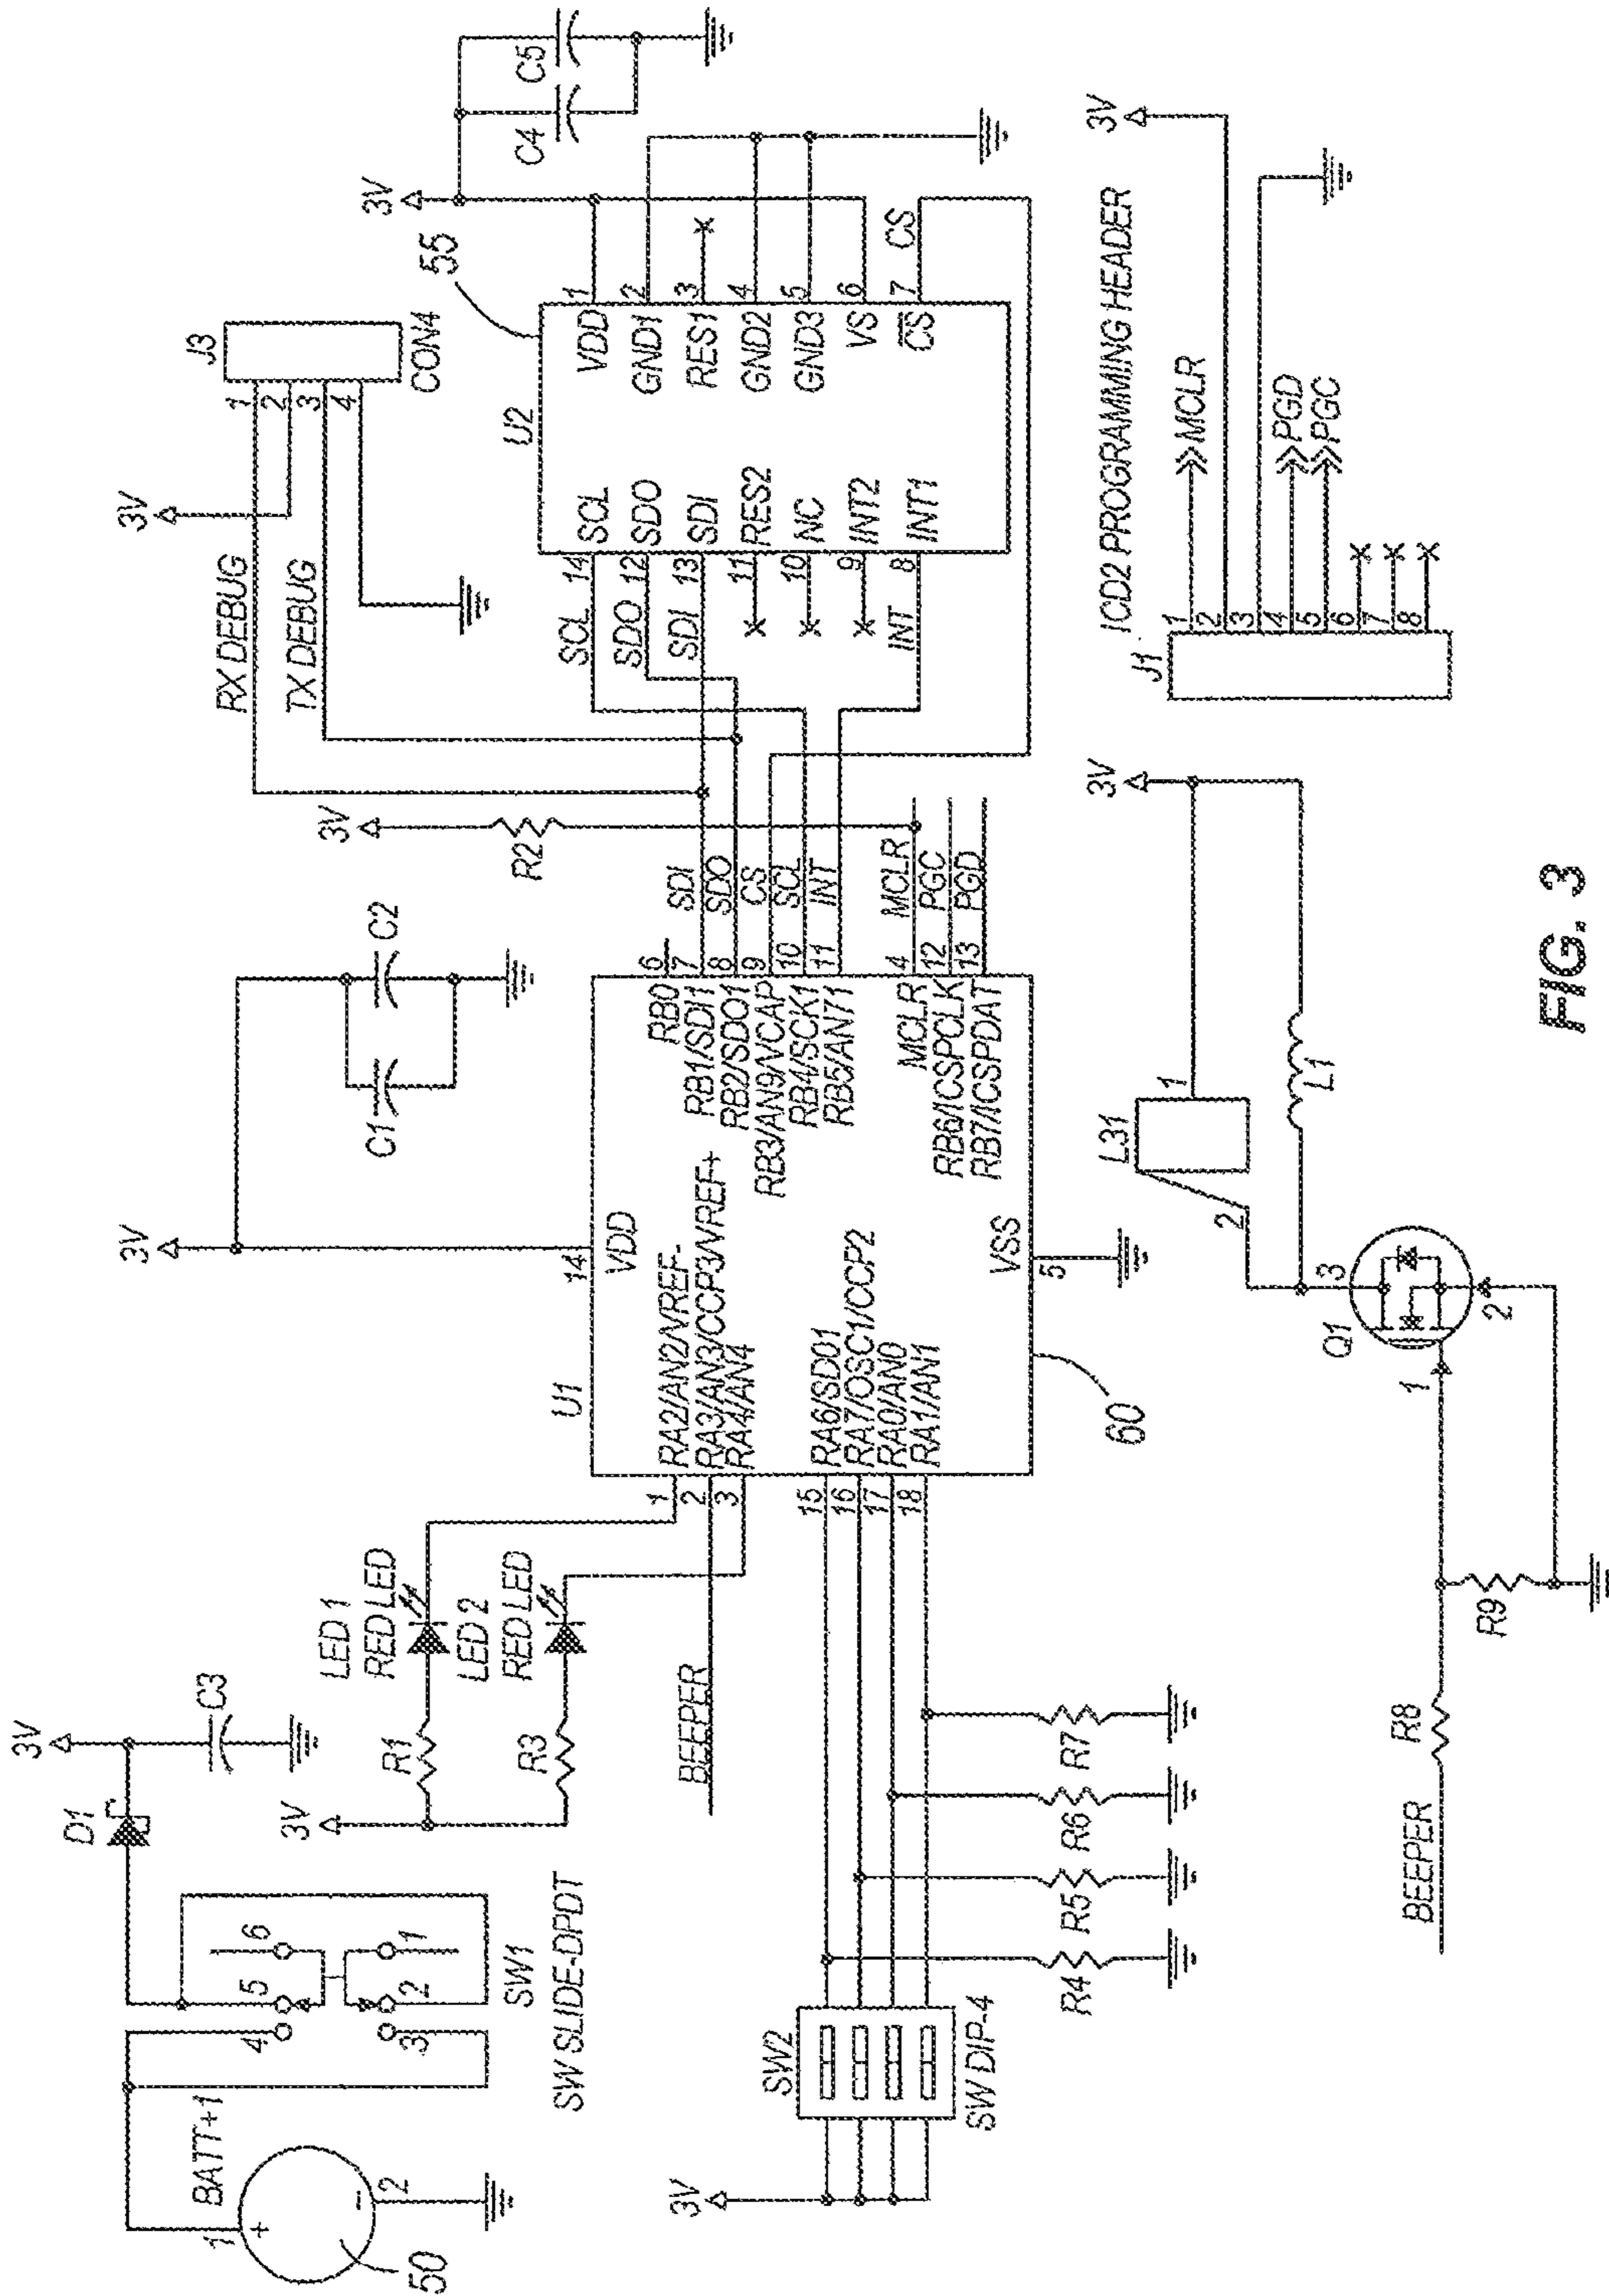 BATT+1
1
+
-
2
50
4
5
6
3
2
1
SW1
SW SLIDE-DPDT
D1
3V
C3
3V
R1
LED 1
RED LED
R3
LED 2
RED LED
BEEPER
3V
SW2
SW DIP-4
R4
R5
R6
R7
U1
3V
14
VDD
1
RA2/AN2/VREF-
2
RA3/AN3/CCP3/VREF+
3
RA4/AN4
15
RA6/SDO1
16
RA7/OSC1/CCP2
17
RA0/AN0
18
RA1/AN1
VSS
5
60
C1
C2
RB0
6
RB1/SDI1
7
SDI
RB2/SDO1
8
SDO
RB3/AN9/VCAP
9
CS
RB4/SCK1
10
SCL
RB5/AN71
11
INT
MCLR
4
MCLR
RB6/ICSPCLK
12
PGC
RB7/ICSPDAT
13
PGD
3V
R2
RX DEBUG
TX DEBUG
3V
J3
1
2
3
4
CON4
U2
55
SCL
14
SCL
SDO
12
SDO
SDI
13
SDI
11
RES2
10
NC
9
INT2
INT
8
INT1
VDD
1
GND1
2
RES1
3
GND2
4
GND3
5
VS
6
CS
7
CS
3V
C4
C5
BEEPER
R8
R9
1
Q1
3
2
L31
2
1
L1
3V
J1
ICD2 PROGRAMMING HEADER
1
MCLR
2
3
4
PGD
5
PGC
6
7
8
3V
FIG. 3